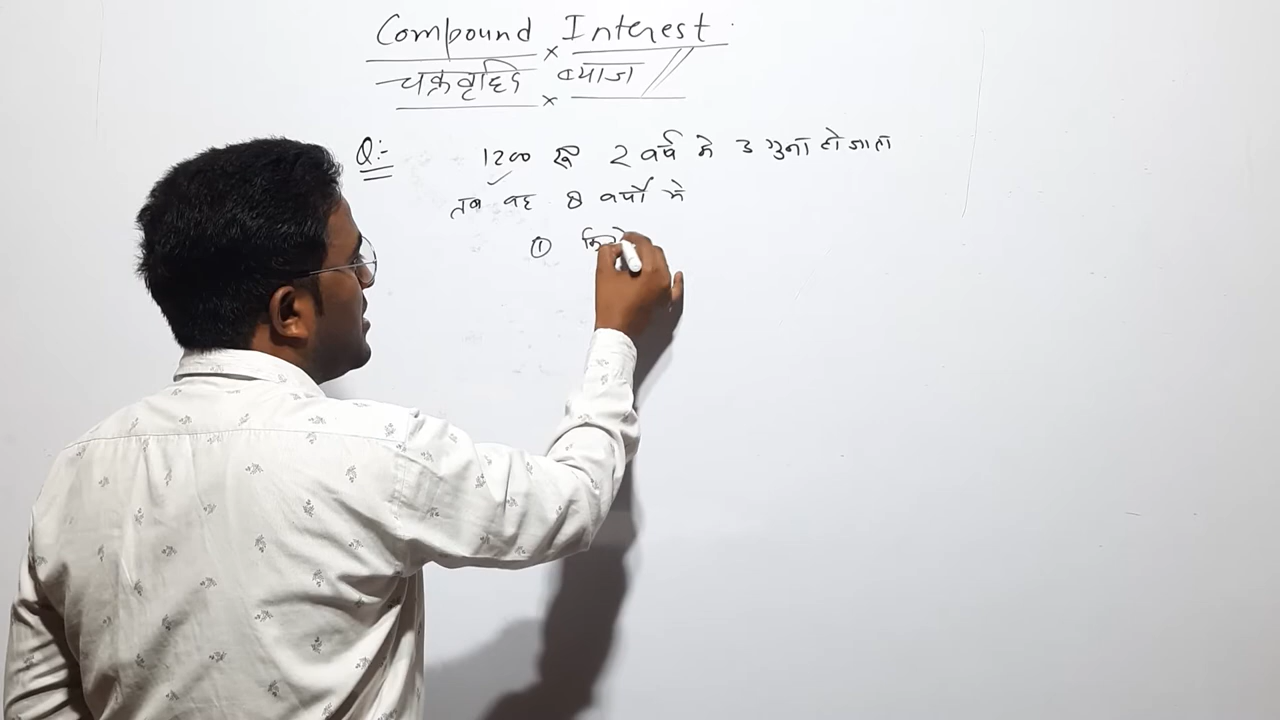 Compound Interest
चक्रवृद्धि ब्याज
Q:- 1200 रू 2 वर्ष मे 3 गुना हो जाता
तब वह 8 वर्षों मे
①